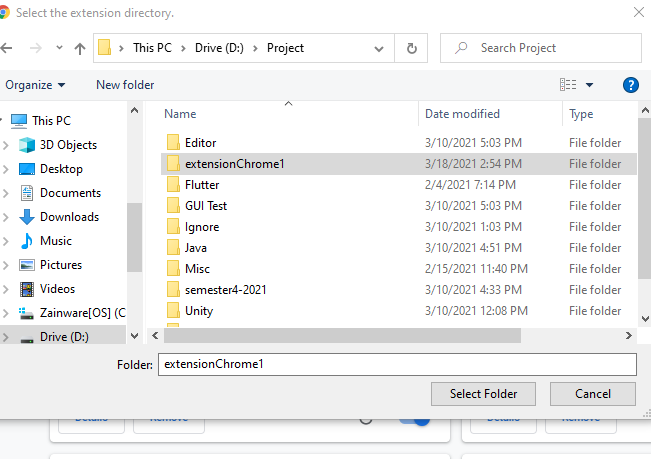 Select the extension directory.
This PC > Drive (D:) > Project
Search Project
Organize
New folder
Name Date modified Type
This PC
3D Objects
Desktop
Documents
Downloads
Music
Pictures
Videos
Zainware[OS] (C
Drive (D:)
Editor 3/10/2021 5:03 PM File folder
extensionChrome1 3/18/2021 2:54 PM File folder
Flutter 2/4/2021 7:14 PM File folder
GUI Test 3/10/2021 5:03 PM File folder
Ignore 3/10/2021 1:03 PM File folder
Java 3/10/2021 4:51 PM File folder
Misc 2/15/2021 11:40 PM File folder
semester4-2021 3/10/2021 4:33 PM File folder
Unity 3/10/2021 12:08 PM File folder
Folder: extensionChrome1
Select Folder
Cancel
Details Remove Details Remove